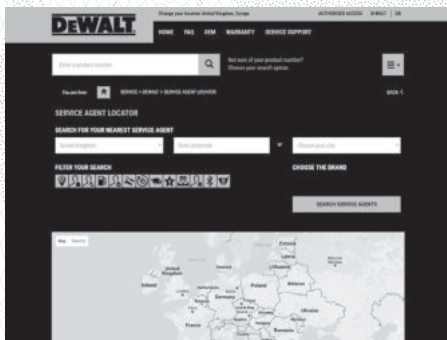 DEWALT
Change your location United Kingdom, Europe
AUTHORISED ACCESS DEWALT GB
HOME FAQ OEM WARRANTY SERVICE SUPPORT
Enter a product number
Not sure of your product number?
Choose your search option.
You are here: SERVICE > DEWALT > SERVICE AGENT LOCATOR
BACK
SERVICE AGENT LOCATOR
SEARCH FOR YOUR NEAREST SERVICE AGENT
United Kingdom
Enter postcode
or
Choose your city
FILTER YOUR SEARCH
CHOOSE THE BRAND
SEARCH SERVICE AGENTS
Map Satellite
Estonia
Latvia
Lithuania
Denmark
United Kingdom
Ireland
Poland
Belarus
Germany
Ukraine
France
Austria
Hungary
Romania